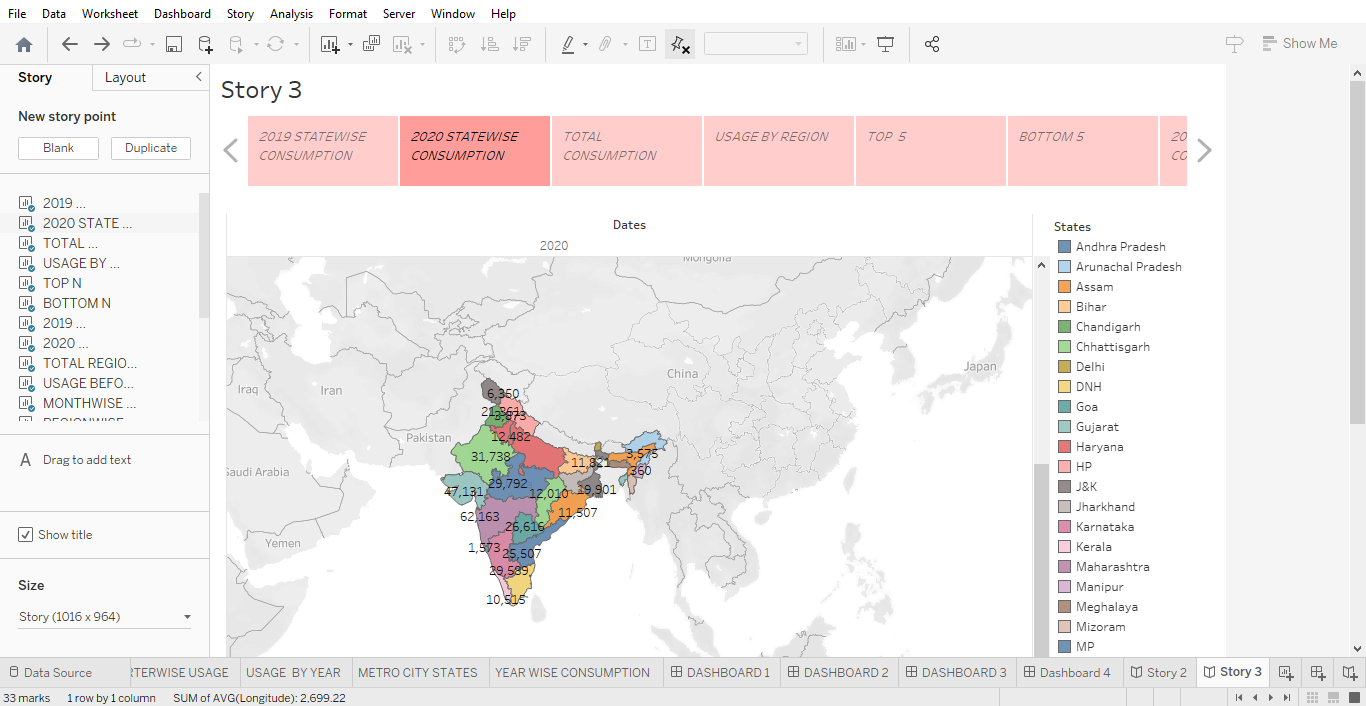 File Data Worksheet Dashboard Story Analysis Format Server Window Help
Show Me
Story Layout
New story point
Blank Duplicate
2019 ...
2020 STATE ...
TOTAL ...
USAGE BY ...
TOP N
BOTTOM N
2019 ...
2020 ...
TOTAL REGIO...
USAGE BEFO...
MONTHWISE ...
Drag to add text
Show title
Size
Story (1016 x 964)
Story 3
2019 STATEWISE
CONSUMPTION
2020 STATEWISE
CONSUMPTION
TOTAL
CONSUMPTION
USAGE BY REGION
TOP 5
BOTTOM 5
20
CO
Dates
2020
Mongolia
China
Japan
Iraq
Iran
Pakistan
Saudi Arabia
Yemen
6,350
12,482
31,738
11,821
3,575
360
29,792
47,131
12,010
19,901
11,507
62,163
26,616
1,573
25,507
29,589
10,515
States
Andhra Pradesh
Arunachal Pradesh
Assam
Bihar
Chandigarh
Chhattisgarh
Delhi
DNH
Goa
Gujarat
Haryana
HP
J&K
Jharkhand
Karnataka
Kerala
Maharashtra
Manipur
Meghalaya
Mizoram
MP
Data Source TERWISE USAGE USAGE BY YEAR METRO CITY STATES YEAR WISE CONSUMPTION DASHBOARD 1 DASHBOARD 2 DASHBOARD 3 Dashboard 4 Story 2 Story 3
33 marks 1 row by 1 column SUM of AVG(Longitude): 2,699.22